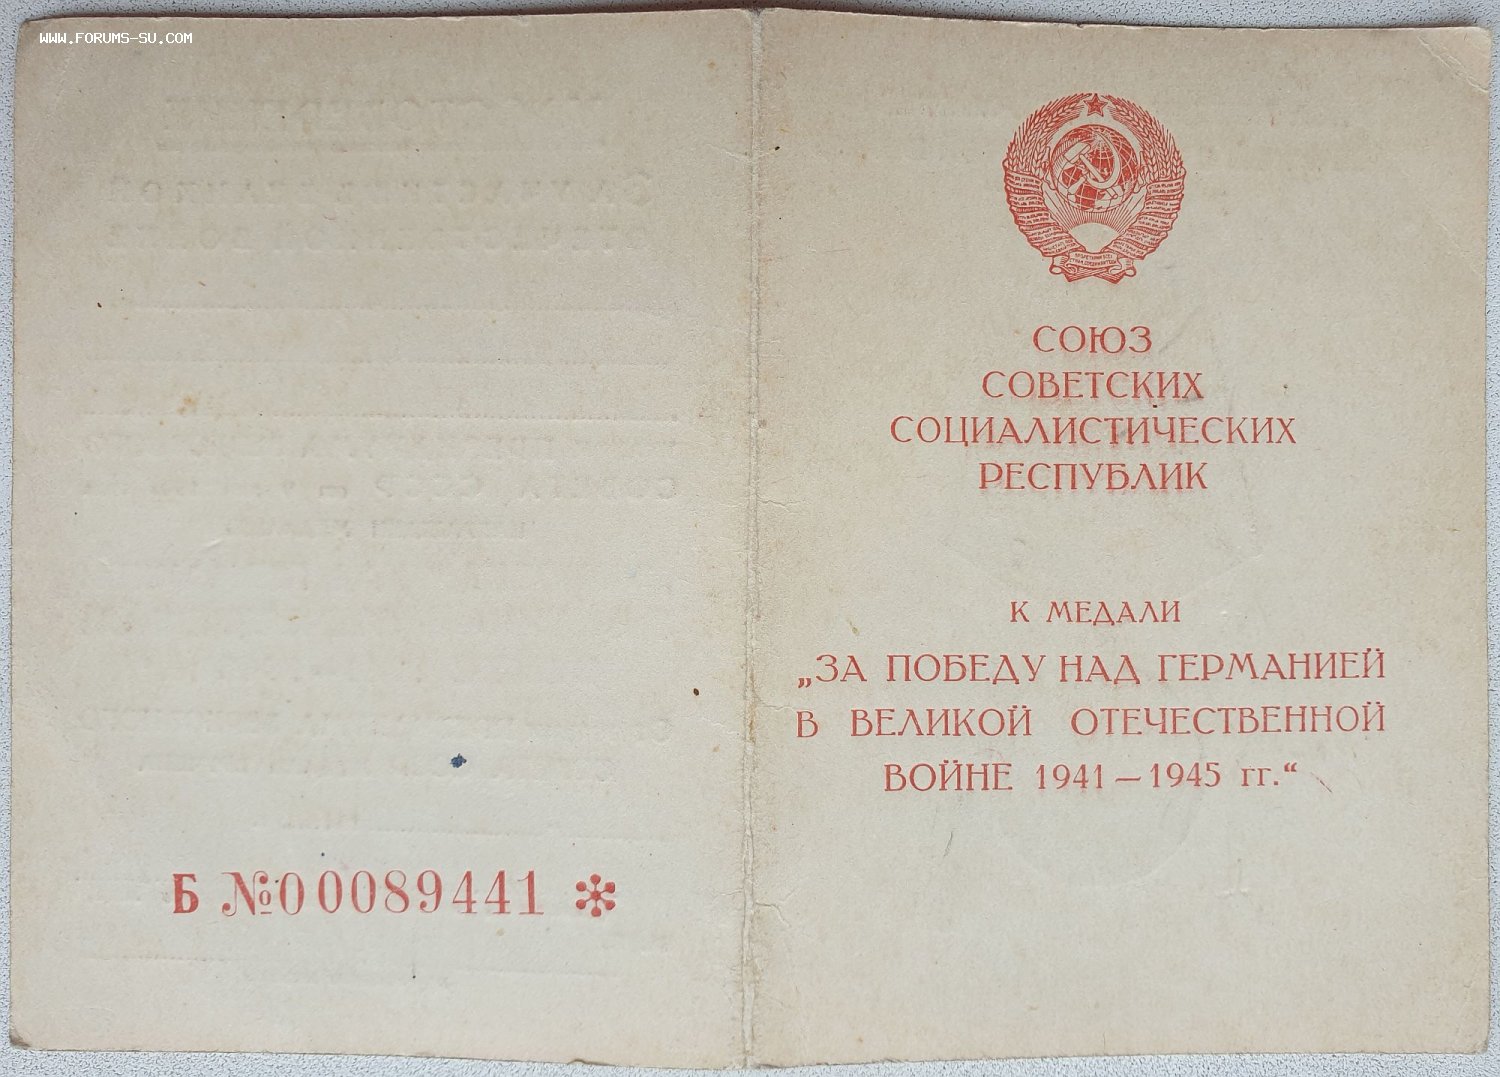 WWW.FORUMS-SU.COM
СОЮЗ
СОВЕТСКИХ
СОЦИАЛИСТИЧЕСКИХ
РЕСПУБЛИК
К МЕДАЛИ
„ЗА ПОБЕДУ НАД ГЕРМАНИЕЙ
В ВЕЛИКОЙ ОТЕЧЕСТВЕННОЙ
ВОЙНЕ 1941 — 1945 гг.“
Б №00089441 *